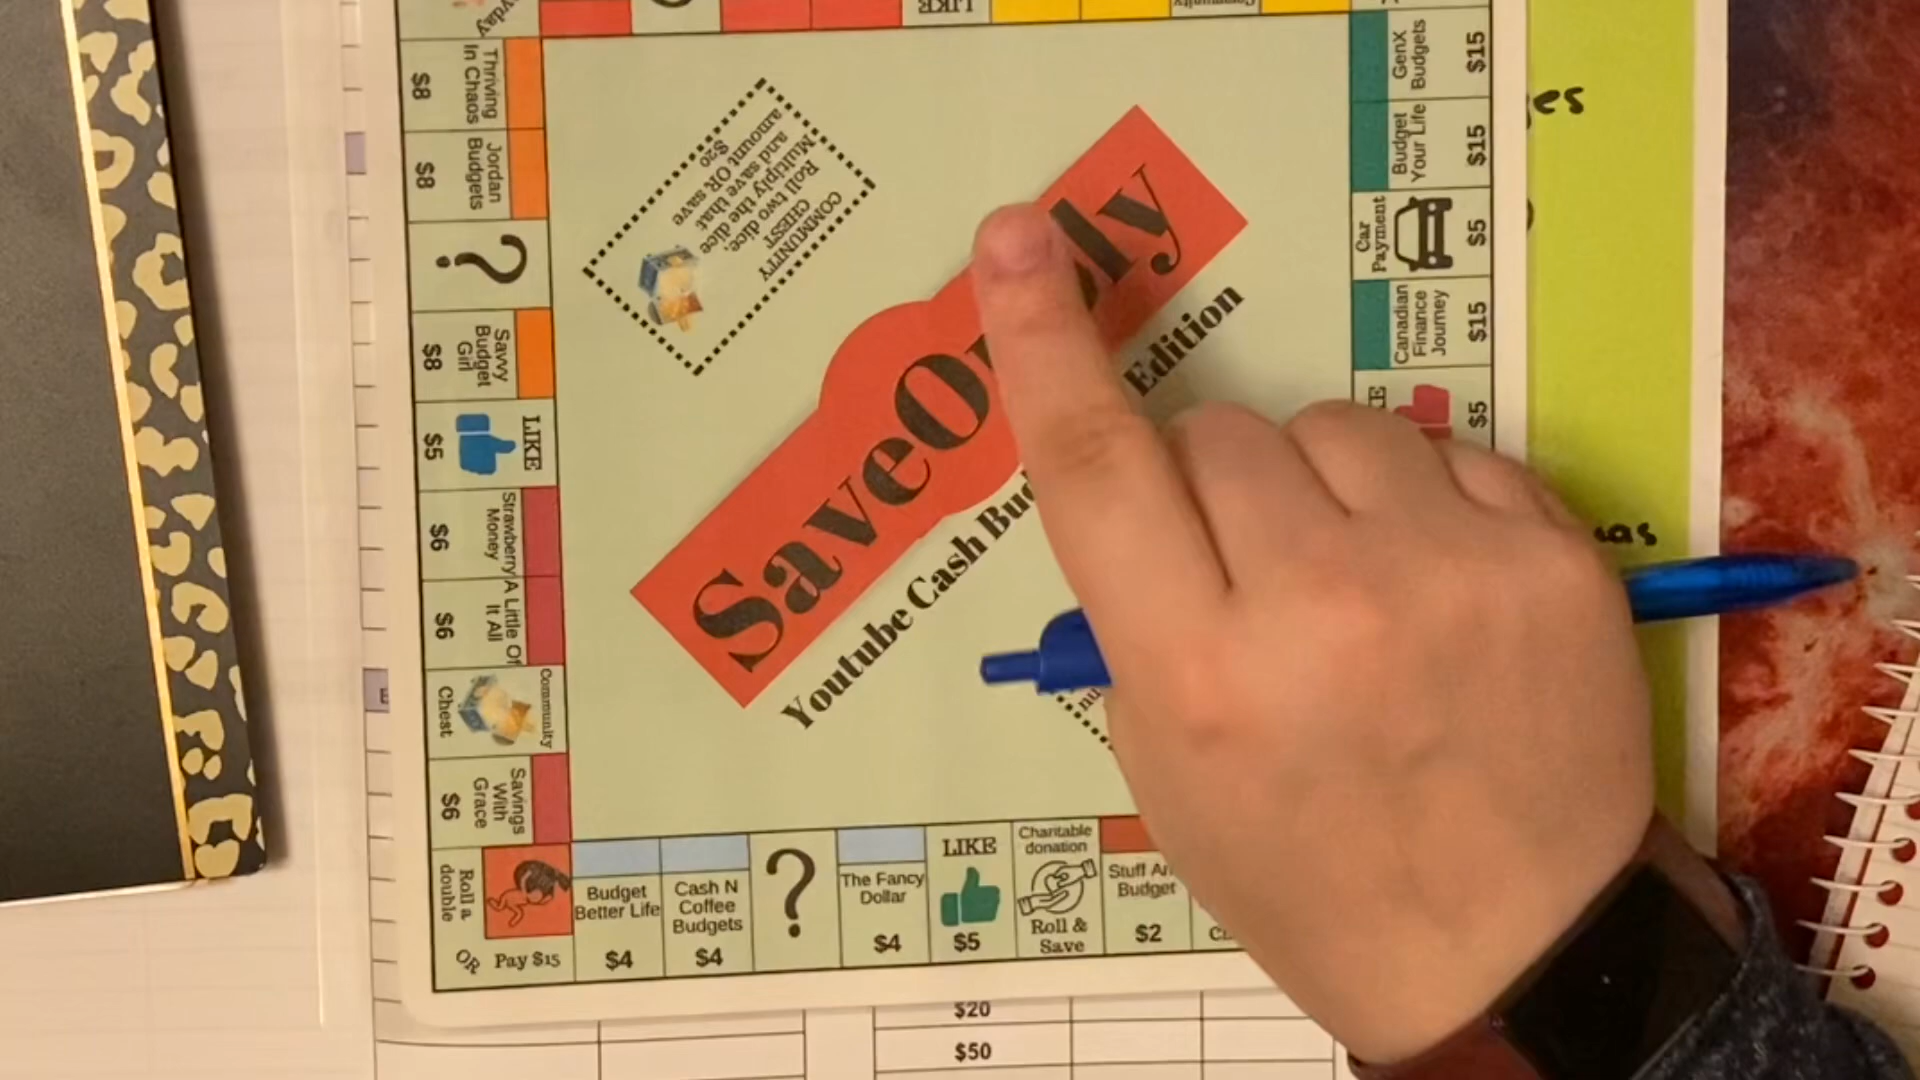 Thriving
In Chaos
$8
Jordan
Budgets
$8
?
Savvy
Budget
Girl
$8
LIKE
$5
Strawberry
Money
$6
A Little Of
It All
$6
Community
Chest
Savings
With
Grace
$6
Roll a
double
OR
Pay $15
Budget
Better Life
$4
Cash N
Coffee
Budgets
$4
?
The Fancy
Dollar
$4
LIKE
$5
Charitable
donation
Roll &
Save
Stuff
Budget
$2
LIKE
Community
GenX
Budgets
$15
Budget
Your Life
$15
Car
Payment
$5
Canadian
Finance
Journey
$15
$5
COMMUNITY
CHEST
Roll two dice,
Multiply the dice,
and save that
amount OR save
$20
Youtube Cash
Edition
$20
$50